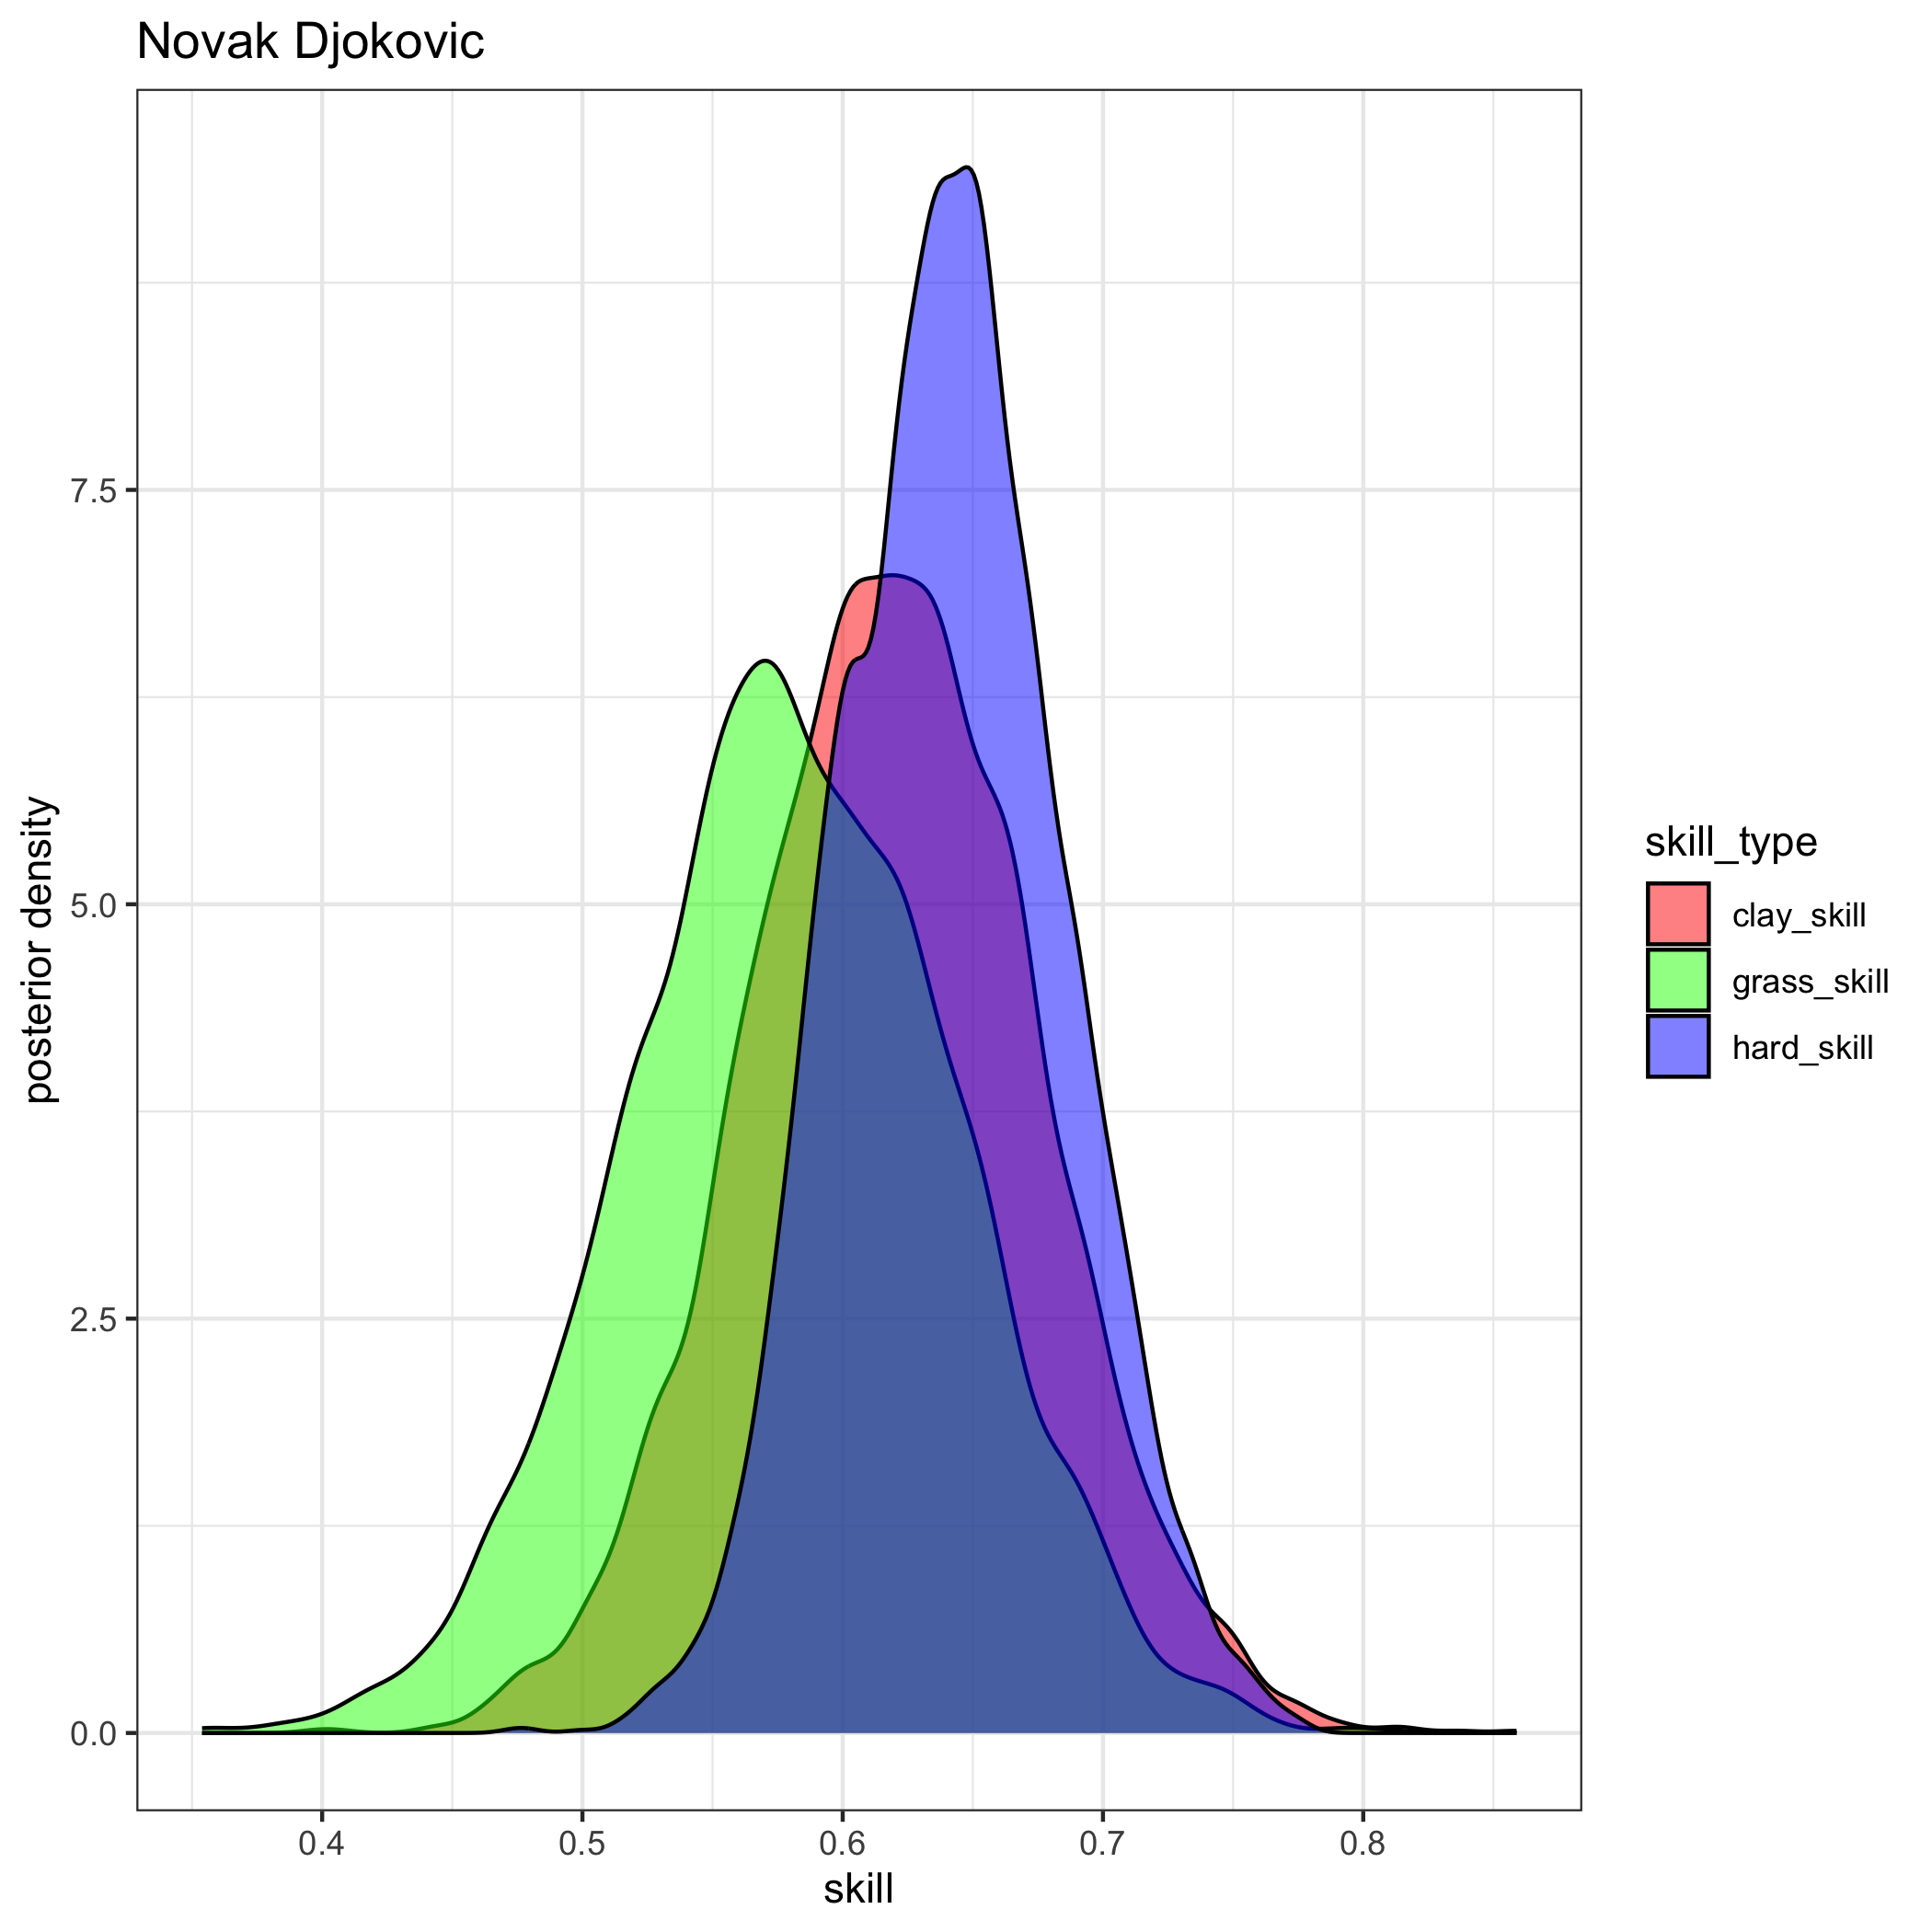 Novak Djokovic
posterior density
7.5
5.0
2.5
0.0
0.4 0.5 0.6 0.7 0.8
skill
skill_type
clay_skill
grass_skill
hard_skill